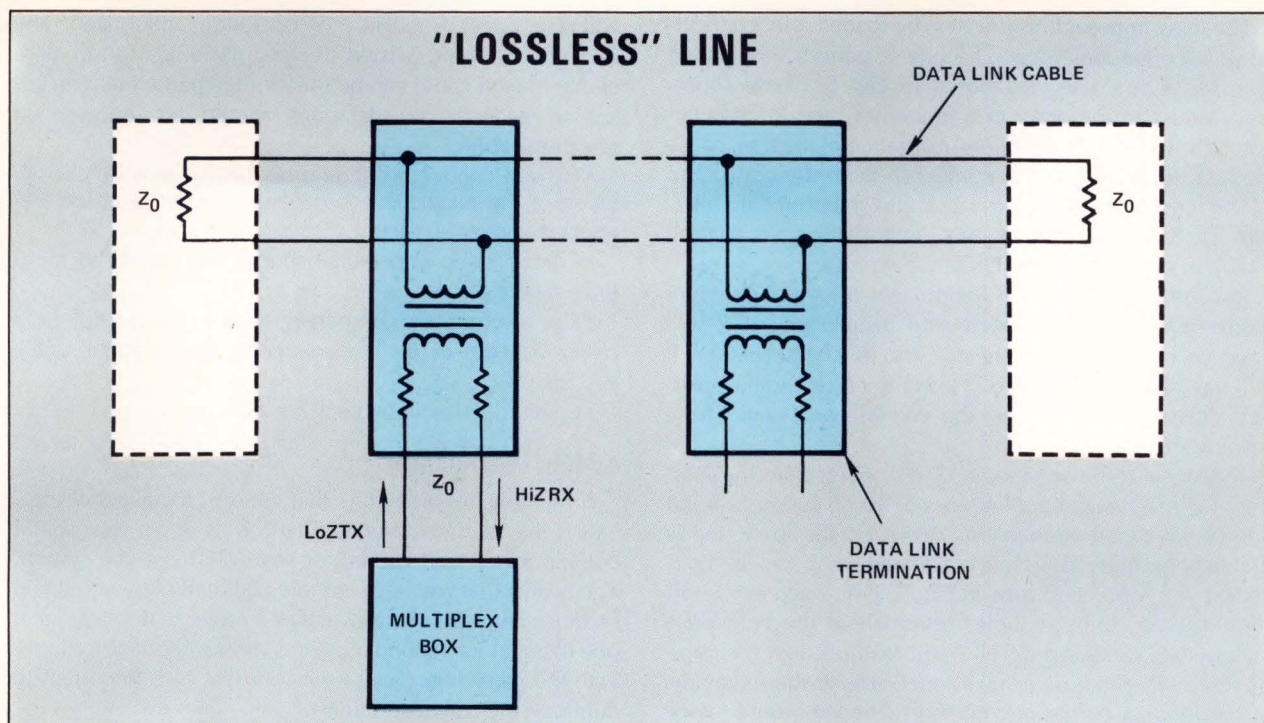 "LOSSLESS" LINE
DATA LINK CABLE
Z0
Z0
Z0
HiZRX
LoZTX
DATA LINK
TERMINATION
MULTIPLEX
BOX